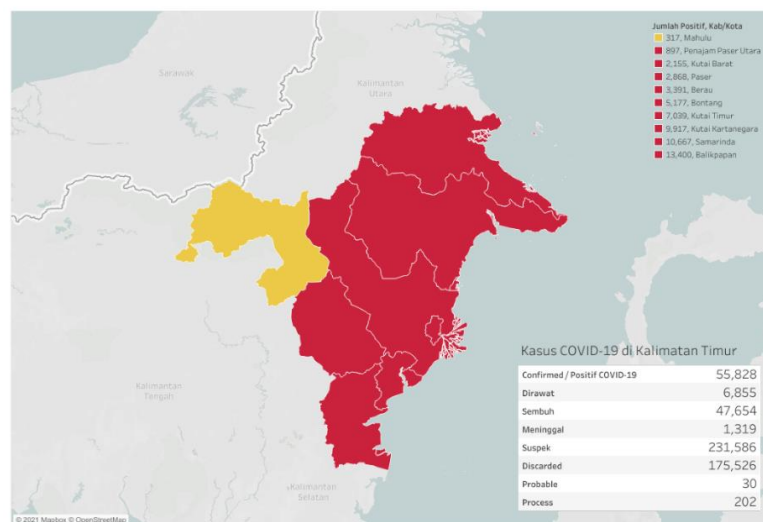 Jumlah Positif, Kab/Kota
317, Mahulu
897, Penajam Paser Utara
2,155, Kutai Barat
2,868, Paser
3,391, Berau
5,177, Bontang
7,039, Kutai Timur
9,917, Kutai Kartanegara
10,667, Samarinda
13,400, Balikpapan
Sarawak
Kalimantan
Utara
Kalimantan
Tengah
Kalimantan
Selatan
Kasus COVID-19 di Kalimatan Timur
Confirmed / Positif COVID-19 55,828
Dirawat 6,855
Sembuh 47,654
Meninggal 1,319
Suspek 231,586
Discarded 175,526
Probable 30
Process 202
© 2021 Mapbox © OpenStreetMap